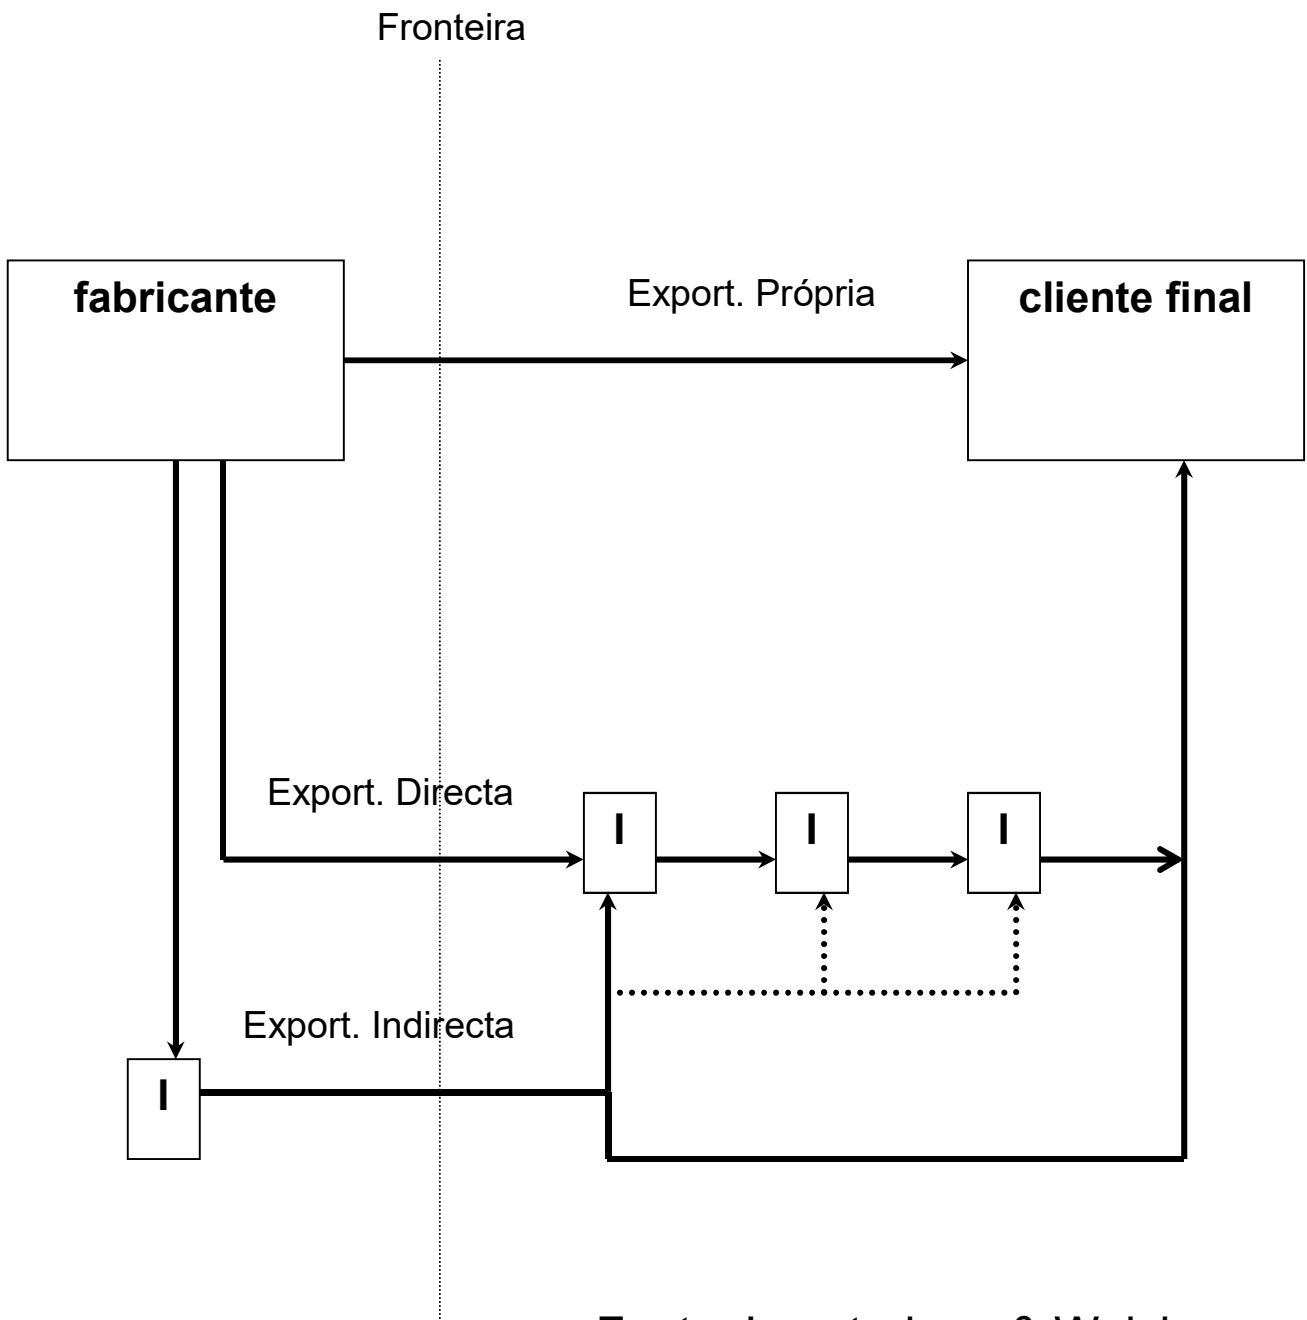 Fronteira
fabricante
Export. Própria
cliente final
Export. Directa
I
I
I
Export. Indirecta
I